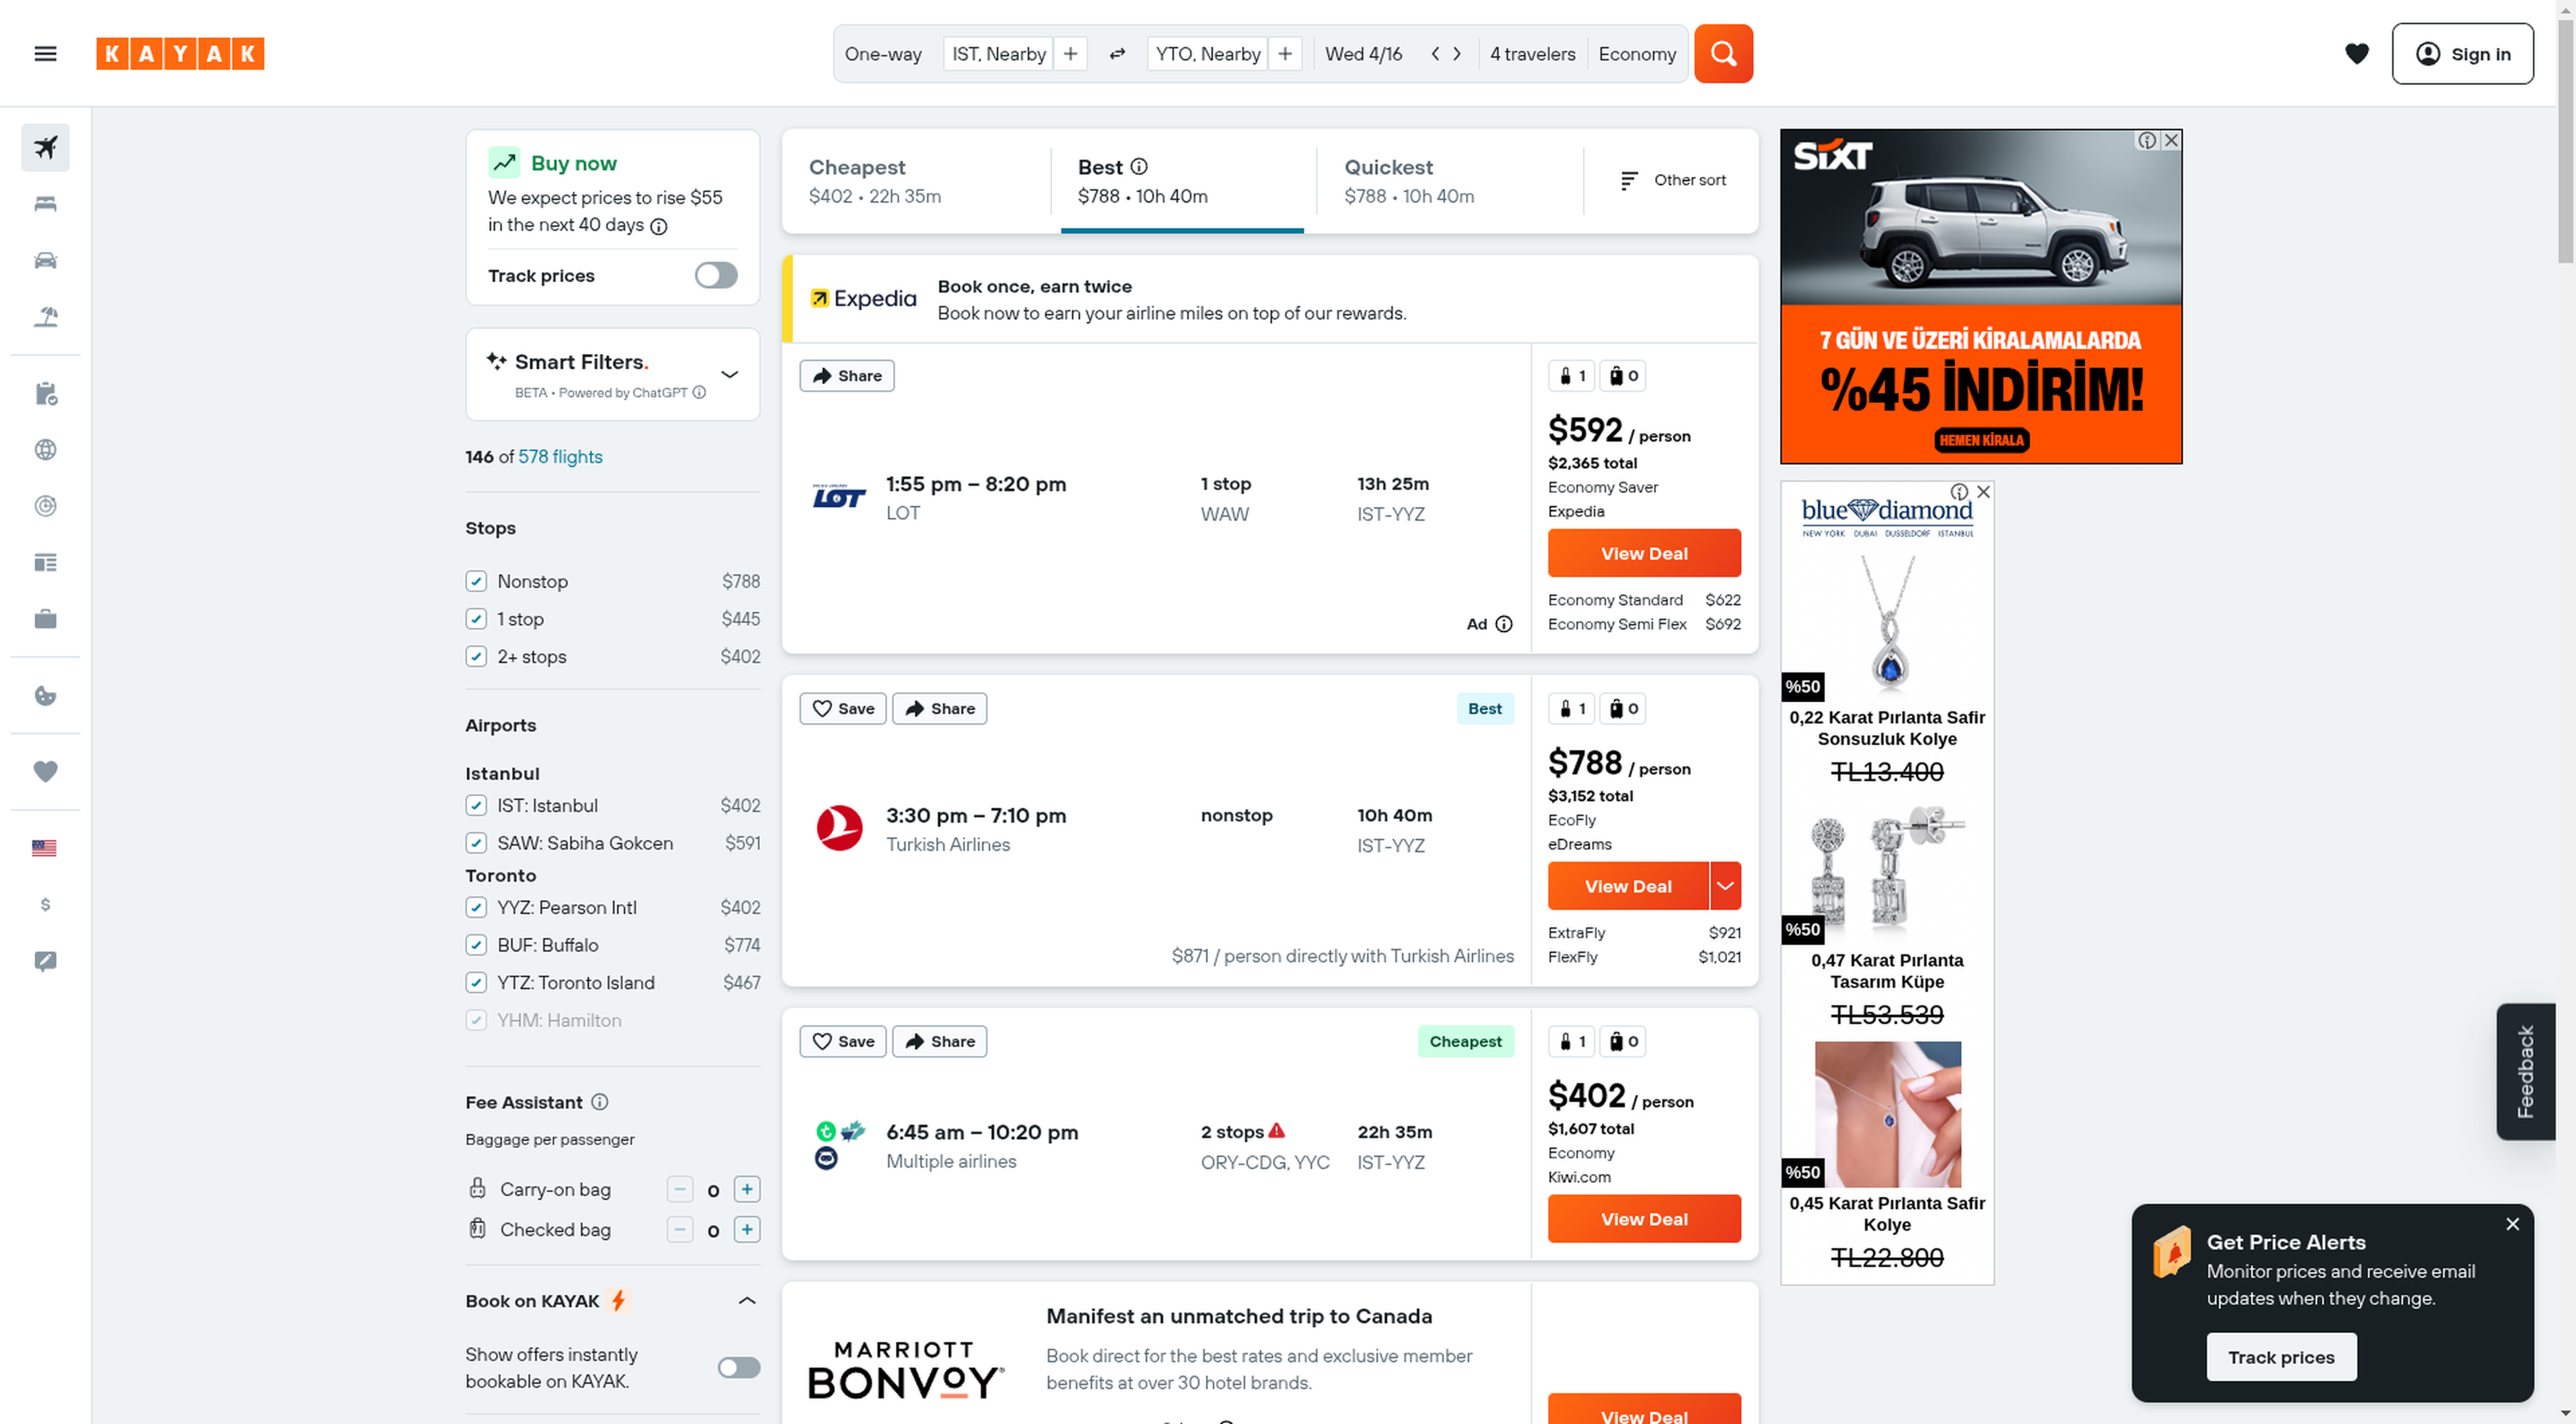 KAYAK
One-way
IST, Nearby
YTO, Nearby
Wed 4/16
4 travelers
Economy
Sign in
Buy now
We expect prices to rise $55
in the next 40 days
Track prices
Smart Filters.
BETA • Powered by ChatGPT
146 of 578 flights
Stops
Nonstop $788
1 stop $445
2+ stops $402
Airports
Istanbul
IST: Istanbul $402
SAW: Sabiha Gokcen $591
Toronto
YYZ: Pearson Intl $402
BUF: Buffalo $774
YTZ: Toronto Island $467
YHM: Hamilton
Fee Assistant
Baggage per passenger
Carry-on bag 0
Checked bag 0
Book on KAYAK
Show offers instantly
bookable on KAYAK.
Cheapest
$402 • 22h 35m
Best
$788 • 10h 40m
Quickest
$788 • 10h 40m
Other sort
Expedia
Book once, earn twice
Book now to earn your airline miles on top of our rewards.
Share
LOT
1:55 pm – 8:20 pm
LOT
1 stop
WAW
13h 25m
IST-YYZ
Ad
1 0
$592 / person
$2,365 total
Economy Saver
Expedia
View Deal
Economy Standard $622
Economy Semi Flex $692
Save Share
Best
3:30 pm – 7:10 pm
Turkish Airlines
nonstop
10h 40m
IST-YYZ
$871 / person directly with Turkish Airlines
1 0
$788 / person
$3,152 total
EcoFly
eDreams
View Deal
ExtraFly $921
FlexFly $1,021
Save Share
Cheapest
6:45 am – 10:20 pm
Multiple airlines
2 stops
ORY-CDG, YYC
22h 35m
IST-YYZ
1 0
$402 / person
$1,607 total
Economy
Kiwi.com
View Deal
MARRIOTT
BONVOY
Manifest an unmatched trip to Canada
Book direct for the best rates and exclusive member
benefits at over 30 hotel brands.
View Deal
SIXT
7 GÜN VE ÜZERİ KİRALAMALARDA
%45 İNDİRİM!
HEMEN KİRALA
blue diamond
NEW YORK DUBAI DUSSELDORF ISTANBUL
%50
0,22 Karat Pırlanta Safir
Sonsuzluk Kolye
TL13.400
%50
0,47 Karat Pırlanta
Tasarım Küpe
TL53.539
%50
0,45 Karat Pırlanta Safir
Kolye
TL22.800
Feedback
Get Price Alerts
Monitor prices and receive email
updates when they change.
Track prices